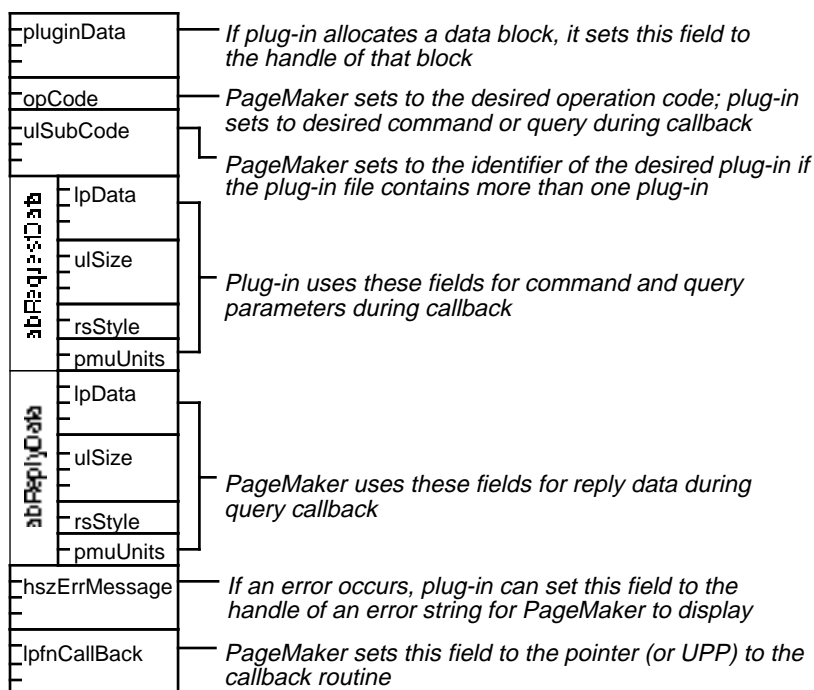 pluginData
If plug-in allocates a data block, it sets this field to
the handle of that block
opCode
PageMaker sets to the desired operation code; plug-in
sets to desired command or query during callback
ulSubCode
PageMaker sets to the identifier of the desired plug-in if
the plug-in file contains more than one plug-in
abRequestData
lpData
ulSize
rsStyle
pmuUnits
Plug-in uses these fields for command and query
parameters during callback
abReplyData
lpData
ulSize
rsStyle
pmuUnits
PageMaker uses these fields for reply data during
query callback
hszErrMessage
If an error occurs, plug-in can set this field to the
handle of an error string for PageMaker to display
lpfnCallBack
PageMaker sets this field to the pointer (or UPP) to the
callback routine